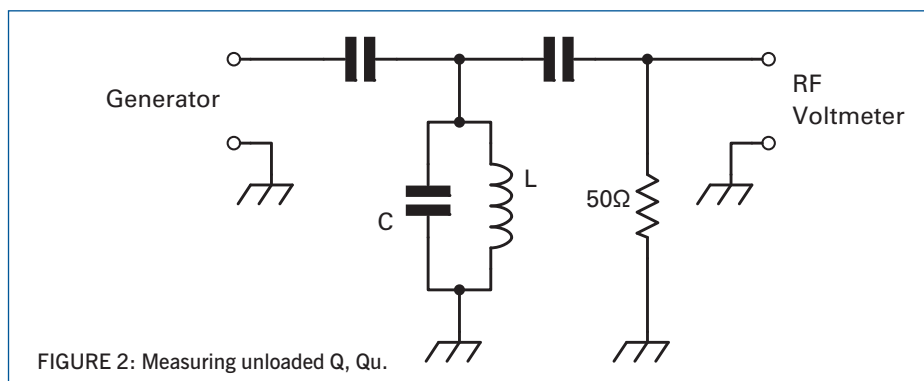 Generator
RF
Voltmeter
L
C
50Ω
FIGURE 2: Measuring unloaded Q, Qu.